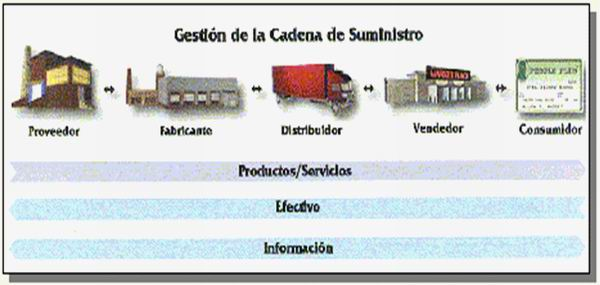 Gestión de la Cadena de Suministro
Proveedor
Fabricante
Distribuidor
Vendedor
Consumidor
Productos/Servicios
Efectivo
Información